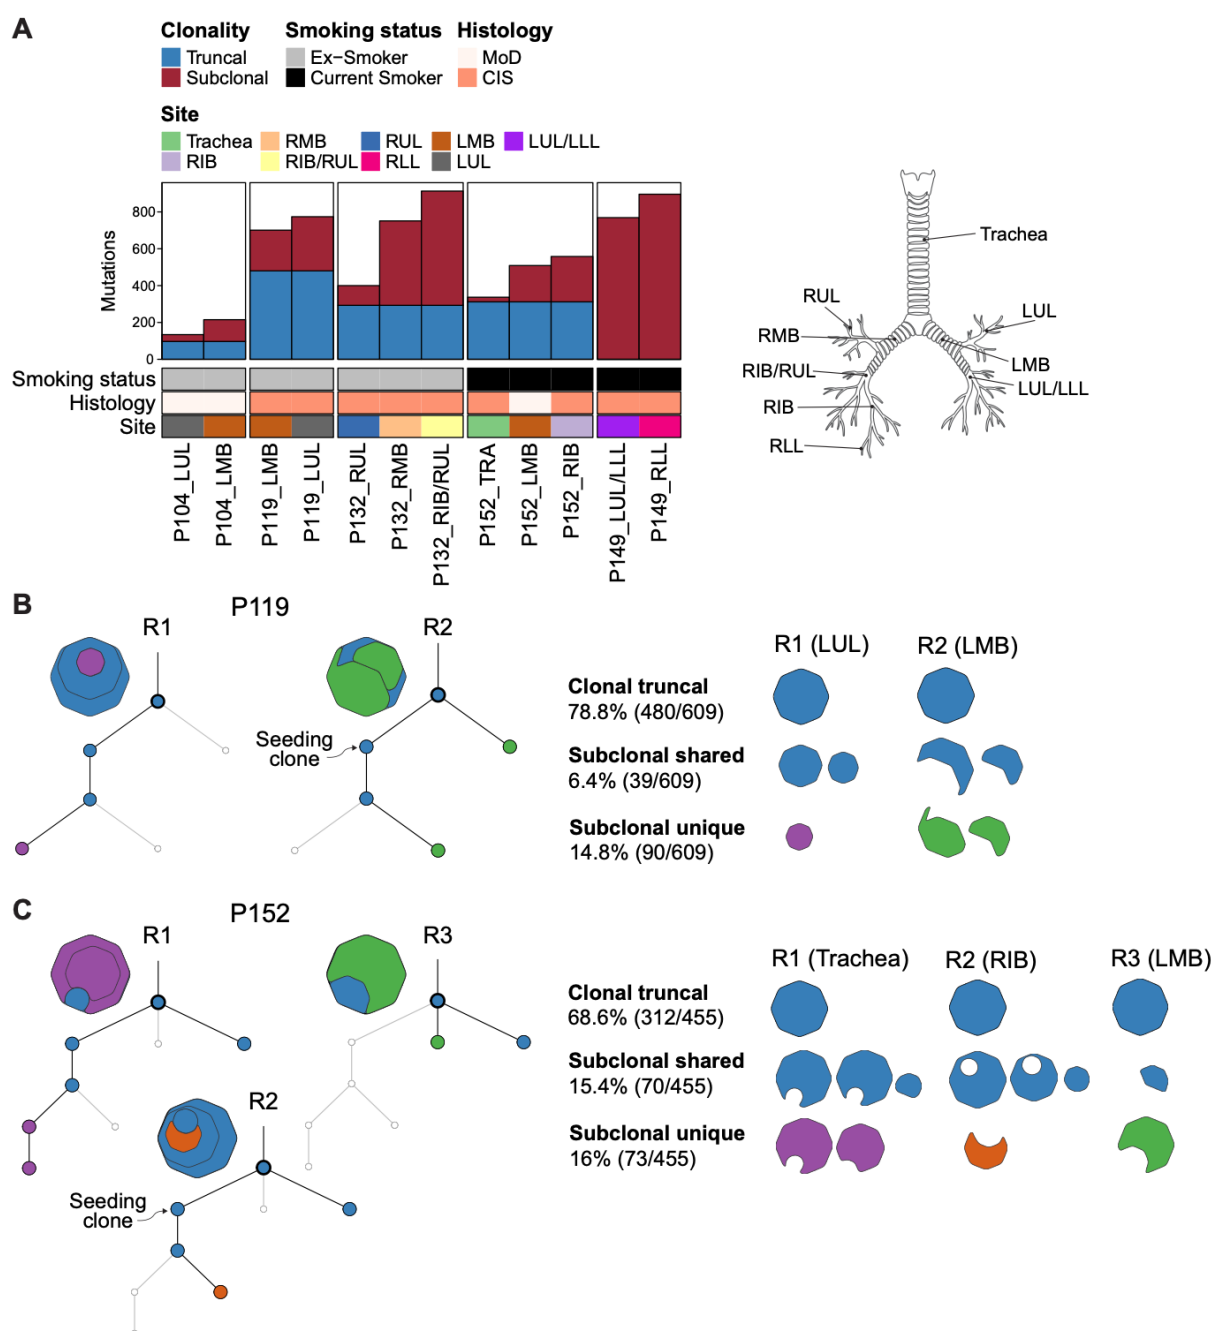 A
Clonality
Truncal
Subclonal
Smoking status
Ex−Smoker
Current Smoker
Histology
MoD
CIS
Site
Trachea
RMB
RUL
LMB
LUL/LLL
RIB
RIB/RUL
RLL
LUL
Mutations
800
600
400
200
0
Smoking status
Histology
Site
P104_LUL
P104_LMB
P119_LMB
P119_LUL
P132_RUL
P132_RMB
P132_RIB/RUL
P152_TRA
P152_LMB
P152_RIB
P149_LUL/LLL
P149_RLL
Trachea
RUL
LUL
RMB
LMB
RIB/RUL
LUL/LLL
RIB
RLL
B
P119
R1
R2
Seeding
clone
R1 (LUL)
R2 (LMB)
Clonal truncal
78.8% (480/609)
Subclonal shared
6.4% (39/609)
Subclonal unique
14.8% (90/609)
C
P152
R1
R3
R2
Seeding
clone
R1 (Trachea)
R2 (RIB)
R3 (LMB)
Clonal truncal
68.6% (312/455)
Subclonal shared
15.4% (70/455)
Subclonal unique
16% (73/455)